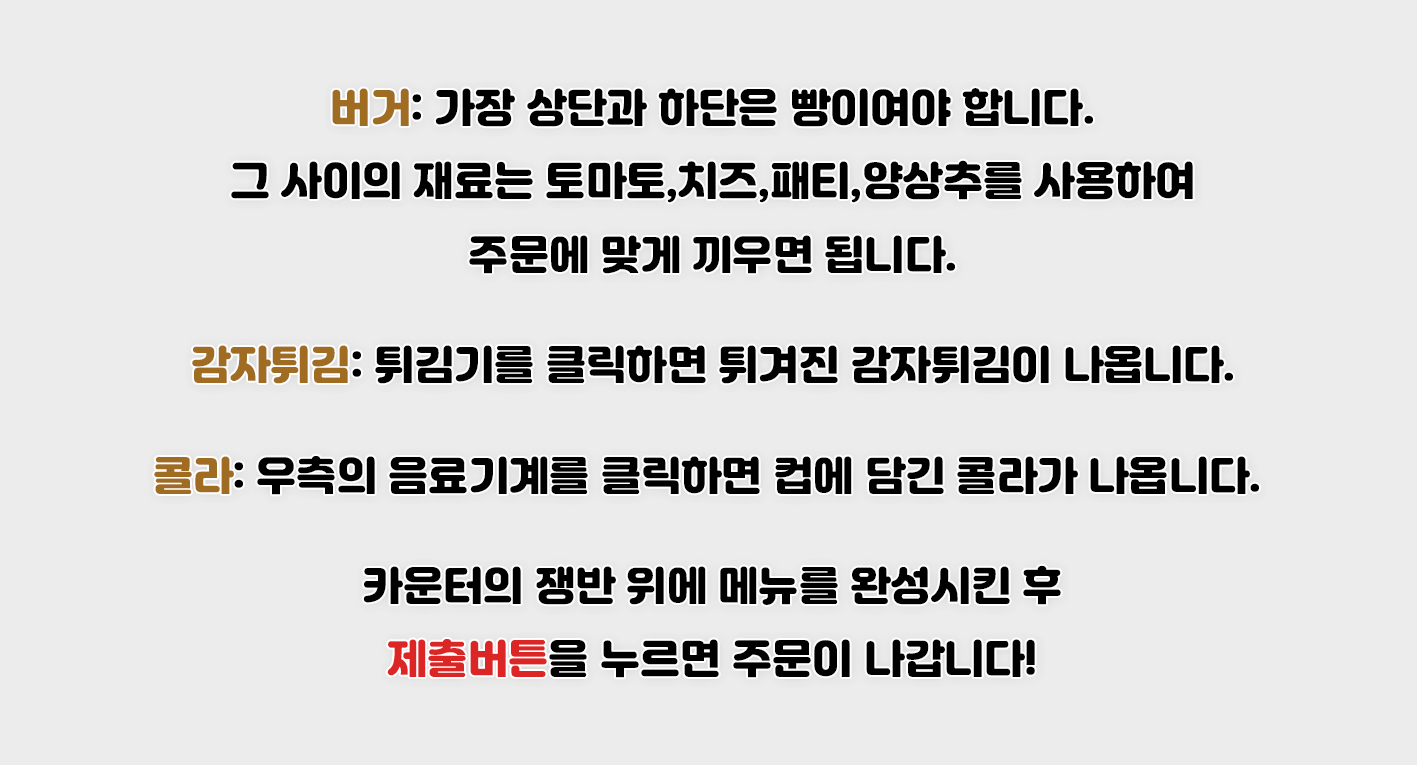 버거: 가장 상단과 하단은 빵이여야 합니다.
그 사이의 재료는 토마토,치즈,패티,양상추를 사용하여
주문에 맞게 끼우면 됩니다.
감자튀김: 튀김기를 클릭하면 튀겨진 감자튀김이 나옵니다.
콜라: 우측의 음료기계를 클릭하면 컵에 담긴 콜라가 나옵니다.
카운터의 쟁반 위에 메뉴를 완성시킨 후
제출버튼을 누르면 주문이 나갑니다!